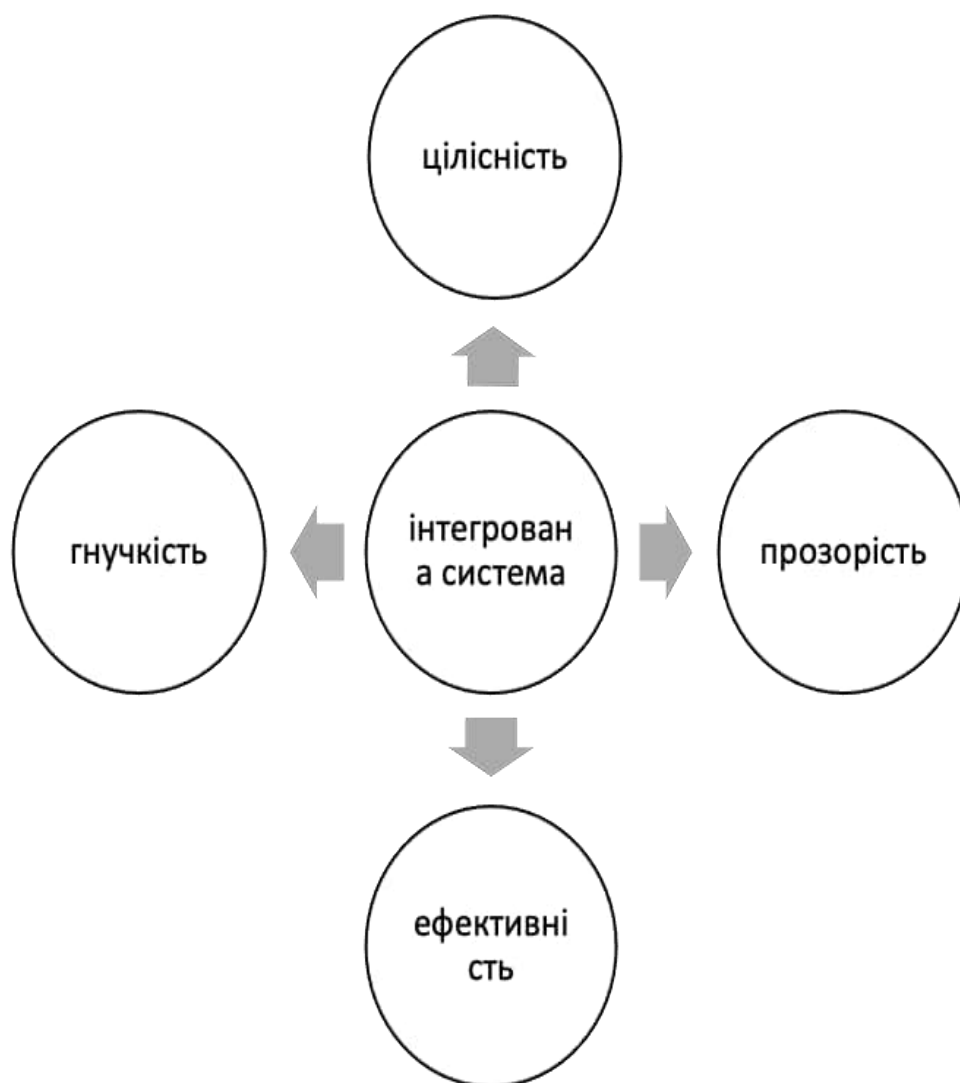 цілісність
гнучкість
інтегрован
а система
прозорість
ефективні
сть